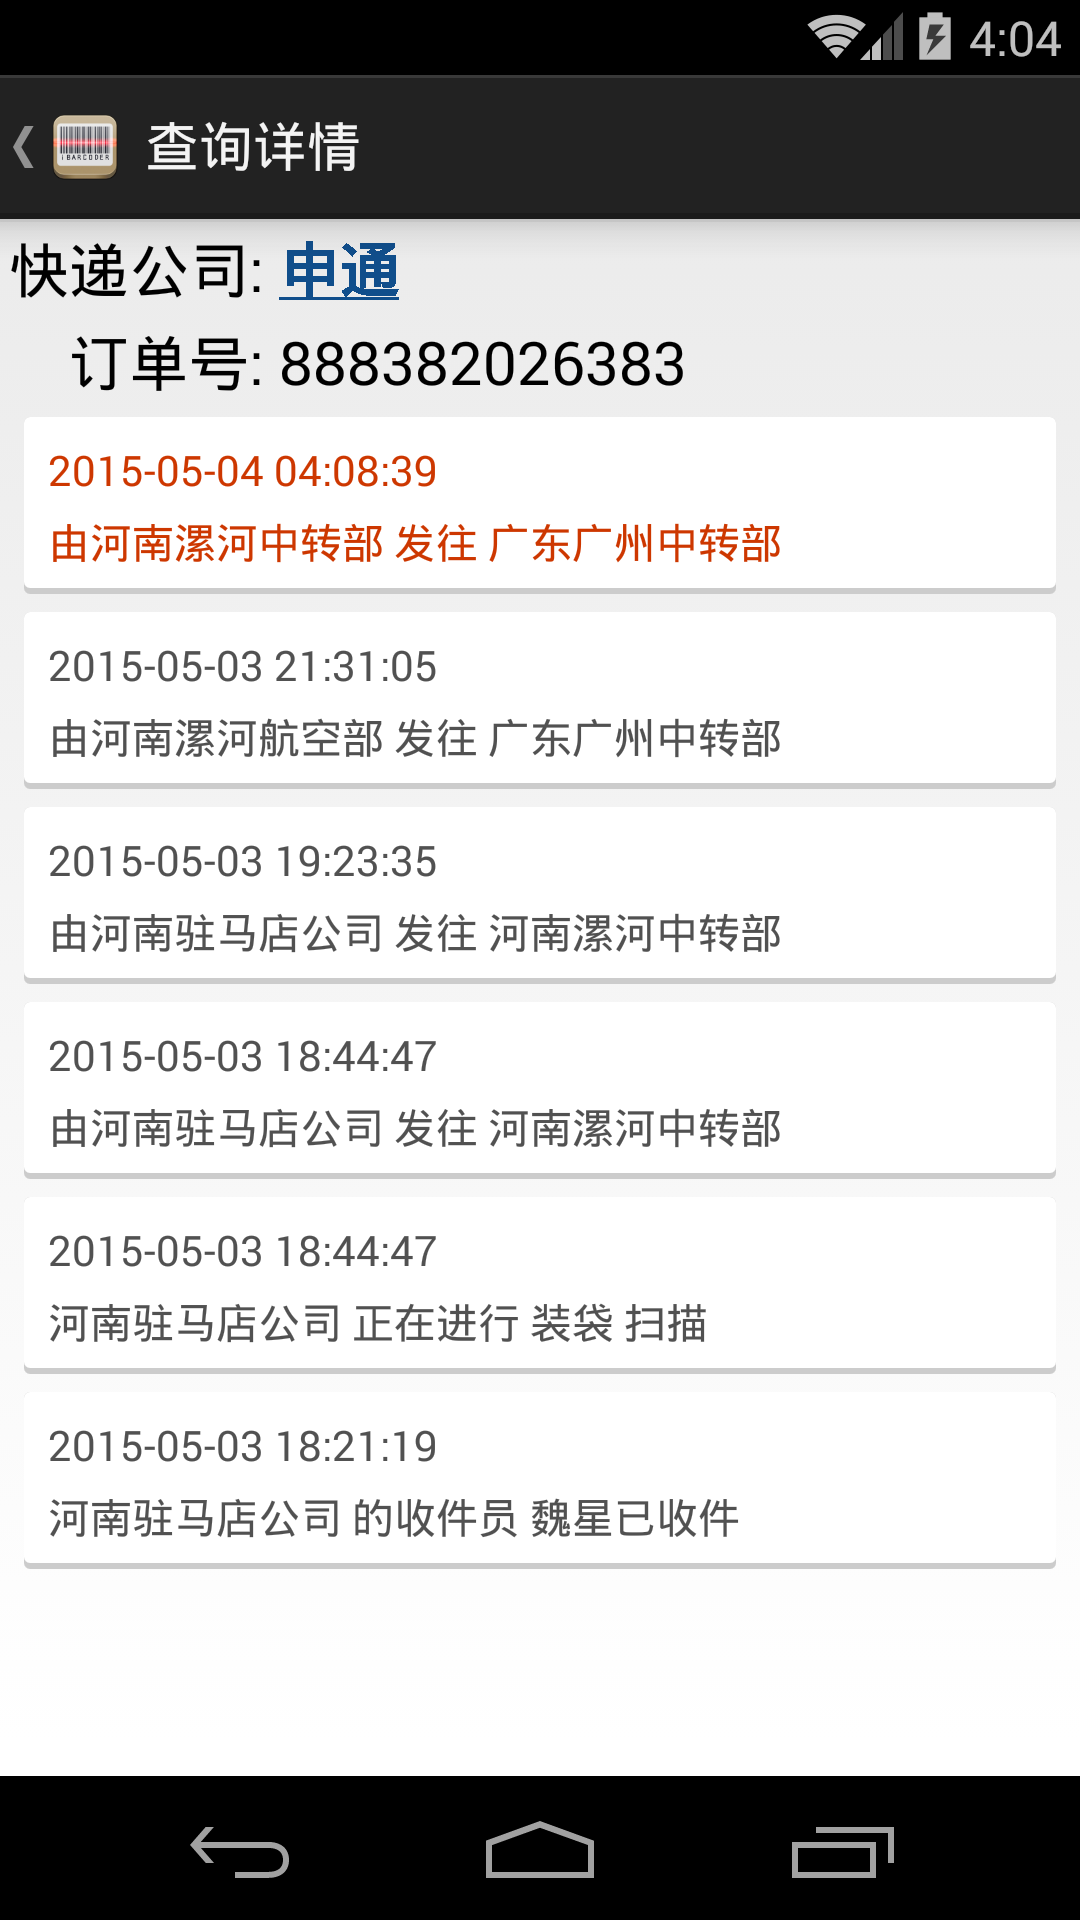 4:04
IBARCODER
查询详情
快递公司: 申通
订单号: 888382026383
2015-05-04 04:08:39
由河南漯河中转部 发往 广东广州中转部
2015-05-03 21:31:05
由河南漯河航空部 发往 广东广州中转部
2015-05-03 19:23:35
由河南驻马店公司 发往 河南漯河中转部
2015-05-03 18:44:47
由河南驻马店公司 发往 河南漯河中转部
2015-05-03 18:44:47
河南驻马店公司 正在进行 装袋 扫描
2015-05-03 18:21:19
河南驻马店公司 的收件员 魏星已收件